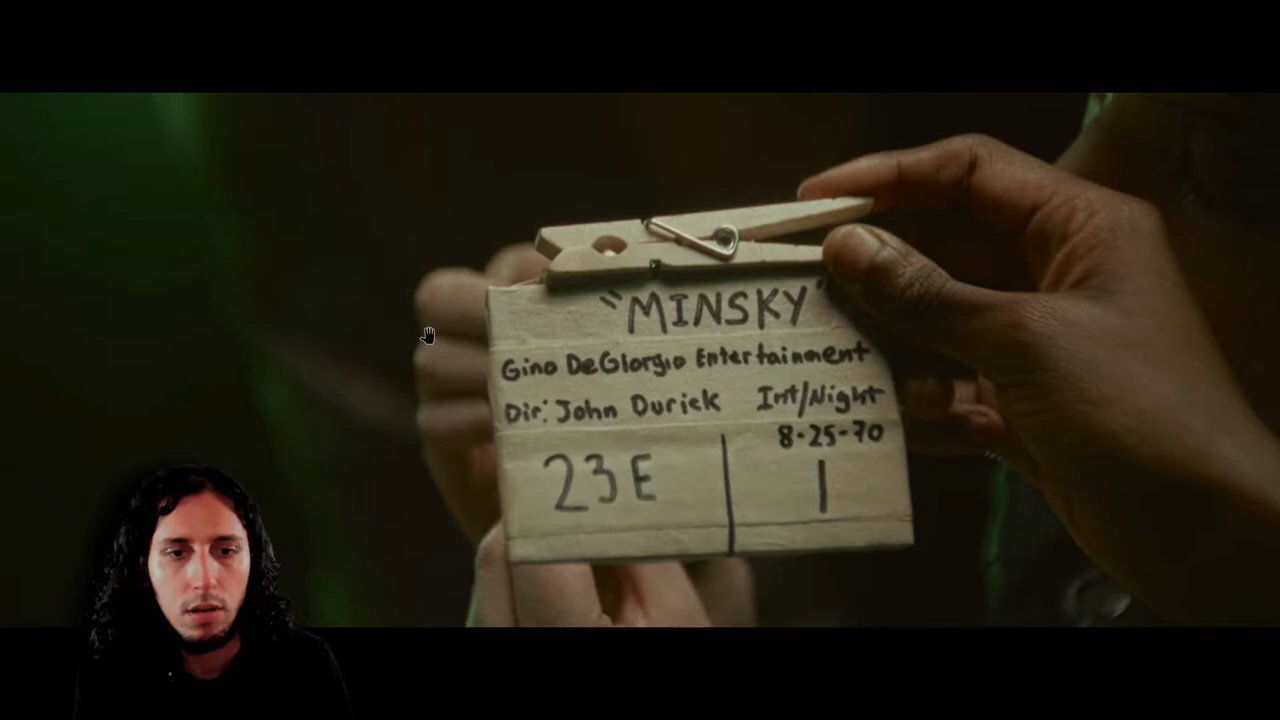 "MINSKY"
Gino DeGiorgio Entertainment
Dir: John Durick Int/Night
8-25-70
23E 1